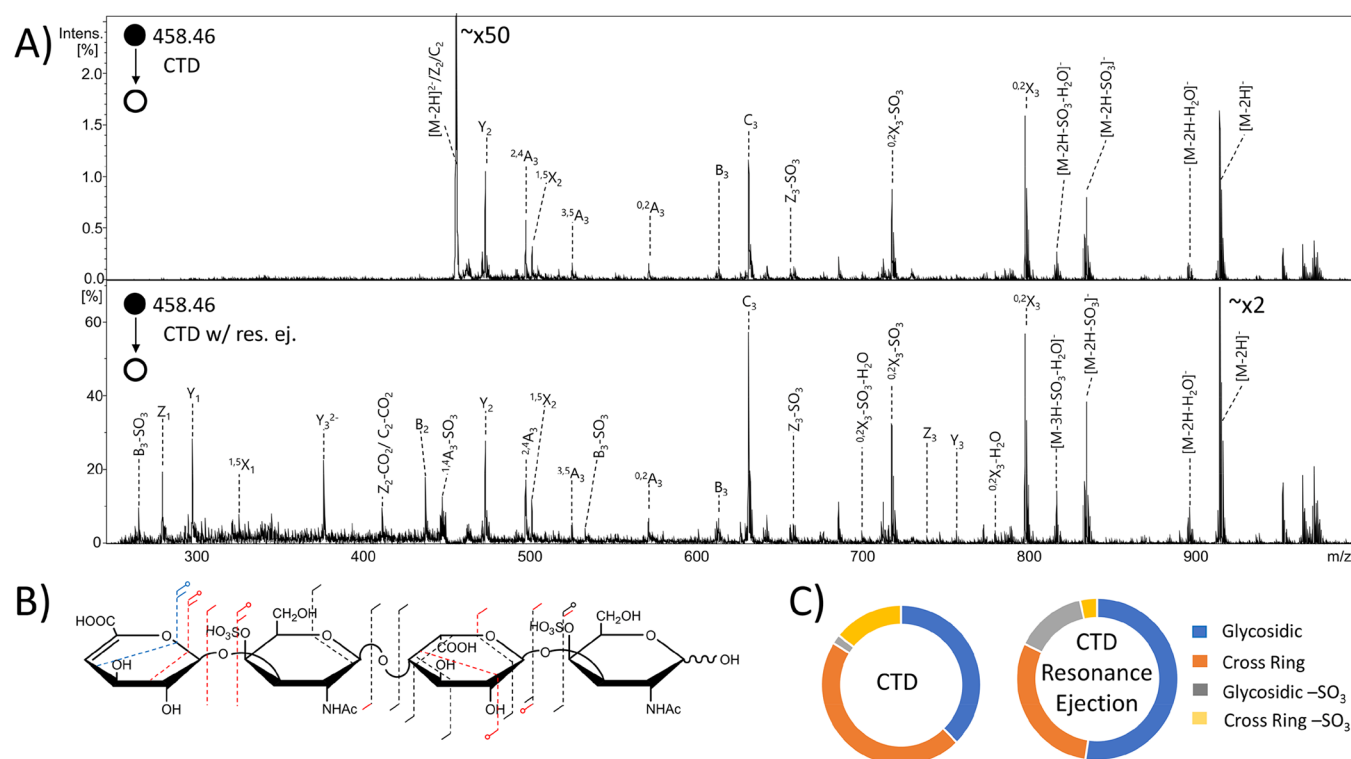 A)
Intens.
[%]
458.46
CTD
~x50
2.0
1.5
1.0
0.5
0.0
[M-2H]²⁻/Z₂/C₂
Y₂
²,⁴A₃
¹,⁵X₂
³,⁵A₃
⁰,²A₃
B₃
C₃
Z₃-SO₃
⁰,²X₃-SO₃
⁰,²X₃
[M-2H-SO₃-H₂O]⁻
[M-2H-SO₃]⁻
[M-2H-H₂O]⁻
[M-2H]⁻
[%]
458.46
CTD w/ res. ej.
~x2
60
40
20
0
B₃-SO₃
Z₁
Y₁
¹,⁵X₁
Y₃²⁻
Z₂-CO₂/ C₂-CO₂
B₂
¹,⁴A₃-SO₃
Y₂
²,⁴A₃
¹,⁵X₂
³,⁵A₃
B₃-SO₃
⁰,²A₃
B₃
C₃
Z₃-SO₃
⁰,²X₃-SO₃-H₂O
⁰,²X₃-SO₃
Z₃
Y₃
⁰,²X₃-H₂O
⁰,²X₃
[M-3H-SO₃-H₂O]⁻
[M-2H-SO₃]⁻
[M-2H-H₂O]⁻
[M-2H]⁻
300 400 500 600 700 800 900 m/z
B)
HOOC
O
OH
OH
O
HO₃SO
CH₂OH
O
NHAc
O
O
COOH
OH
OH
O
HO₃SO
CH₂OH
O
OH
NHAc
C)
CTD
CTD
Resonance
Ejection
Glycosidic
Cross Ring
Glycosidic –SO₃
Cross Ring –SO₃